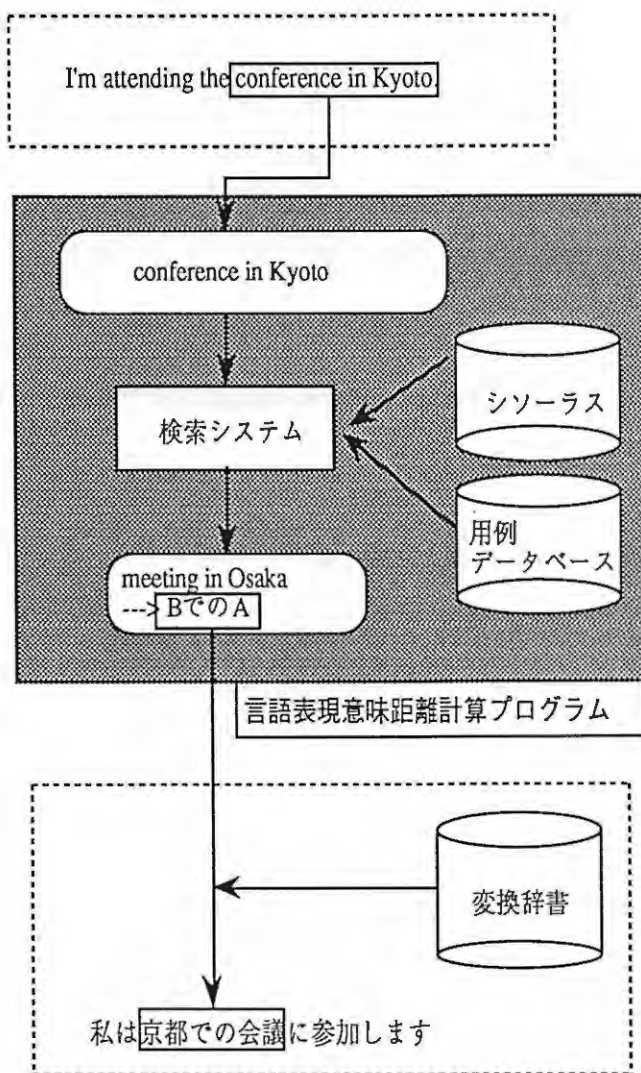 I'm attending the conference in Kyoto.
conference in Kyoto
検索システム
シソーラス
用例
データベース
meeting in Osaka
---> BでのA
言語表現意味距離計算プログラム
変換辞書
私は京都での会議に参加します